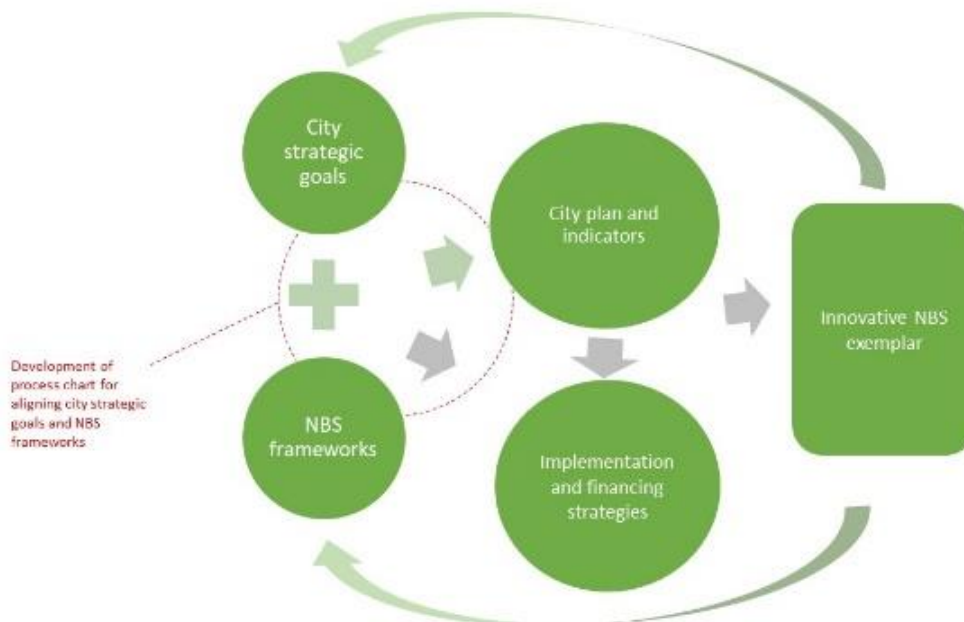 City
strategic
goals
City plan and
indicators
Innovative NBS
exemplar
Development of
process chart for
aligning city strategic
goals and NBS
frameworks
NBS
frameworks
Implementation
and financing
strategies